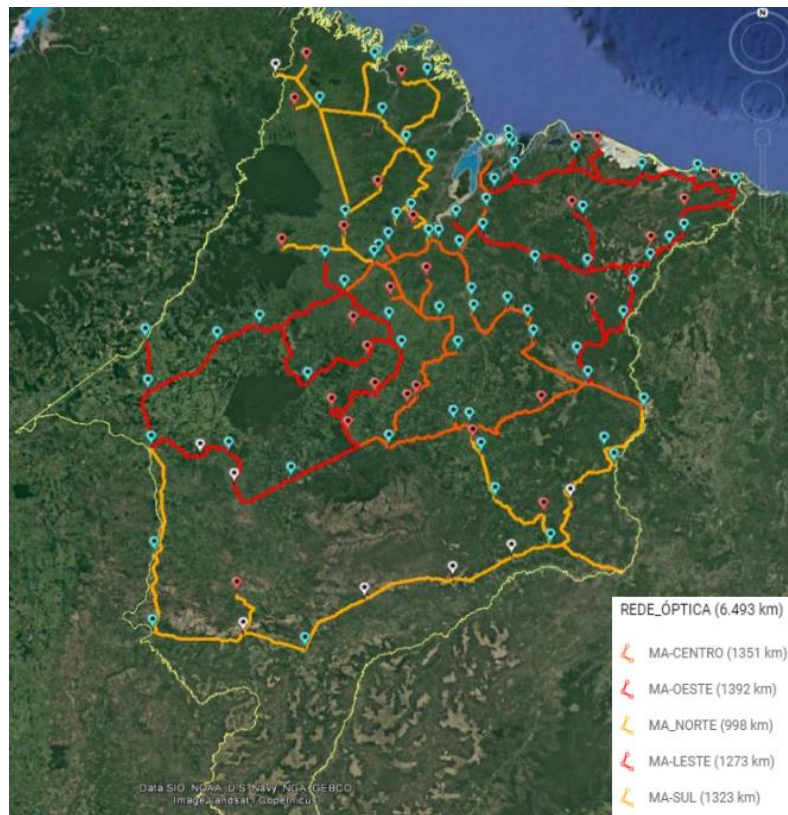 N
REDE_ÓPTICA (6.493 km)
MA-CENTRO (1351 km)
MA-OESTE (1392 km)
MA_NORTE (998 km)
MA-LESTE (1273 km)
MA-SUL (1323 km)
Data SIO, NOAA, U.S. Navy, NGA, GEBCO
Image Landsat / Copernicus